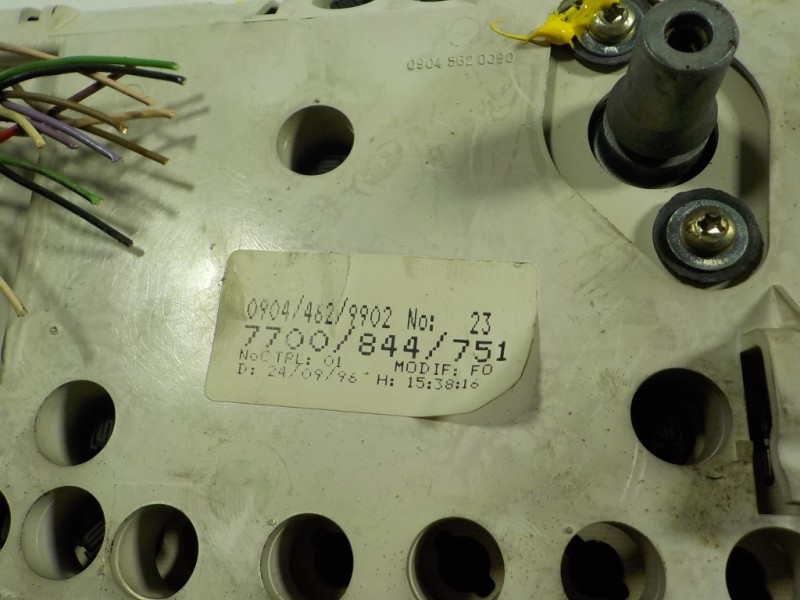 0904 562 0090
0904/462/9902 No: 23
7700/844/751
NoCTRL: 01 MODIF: FO
D: 24/09/96 H: 15:38:16